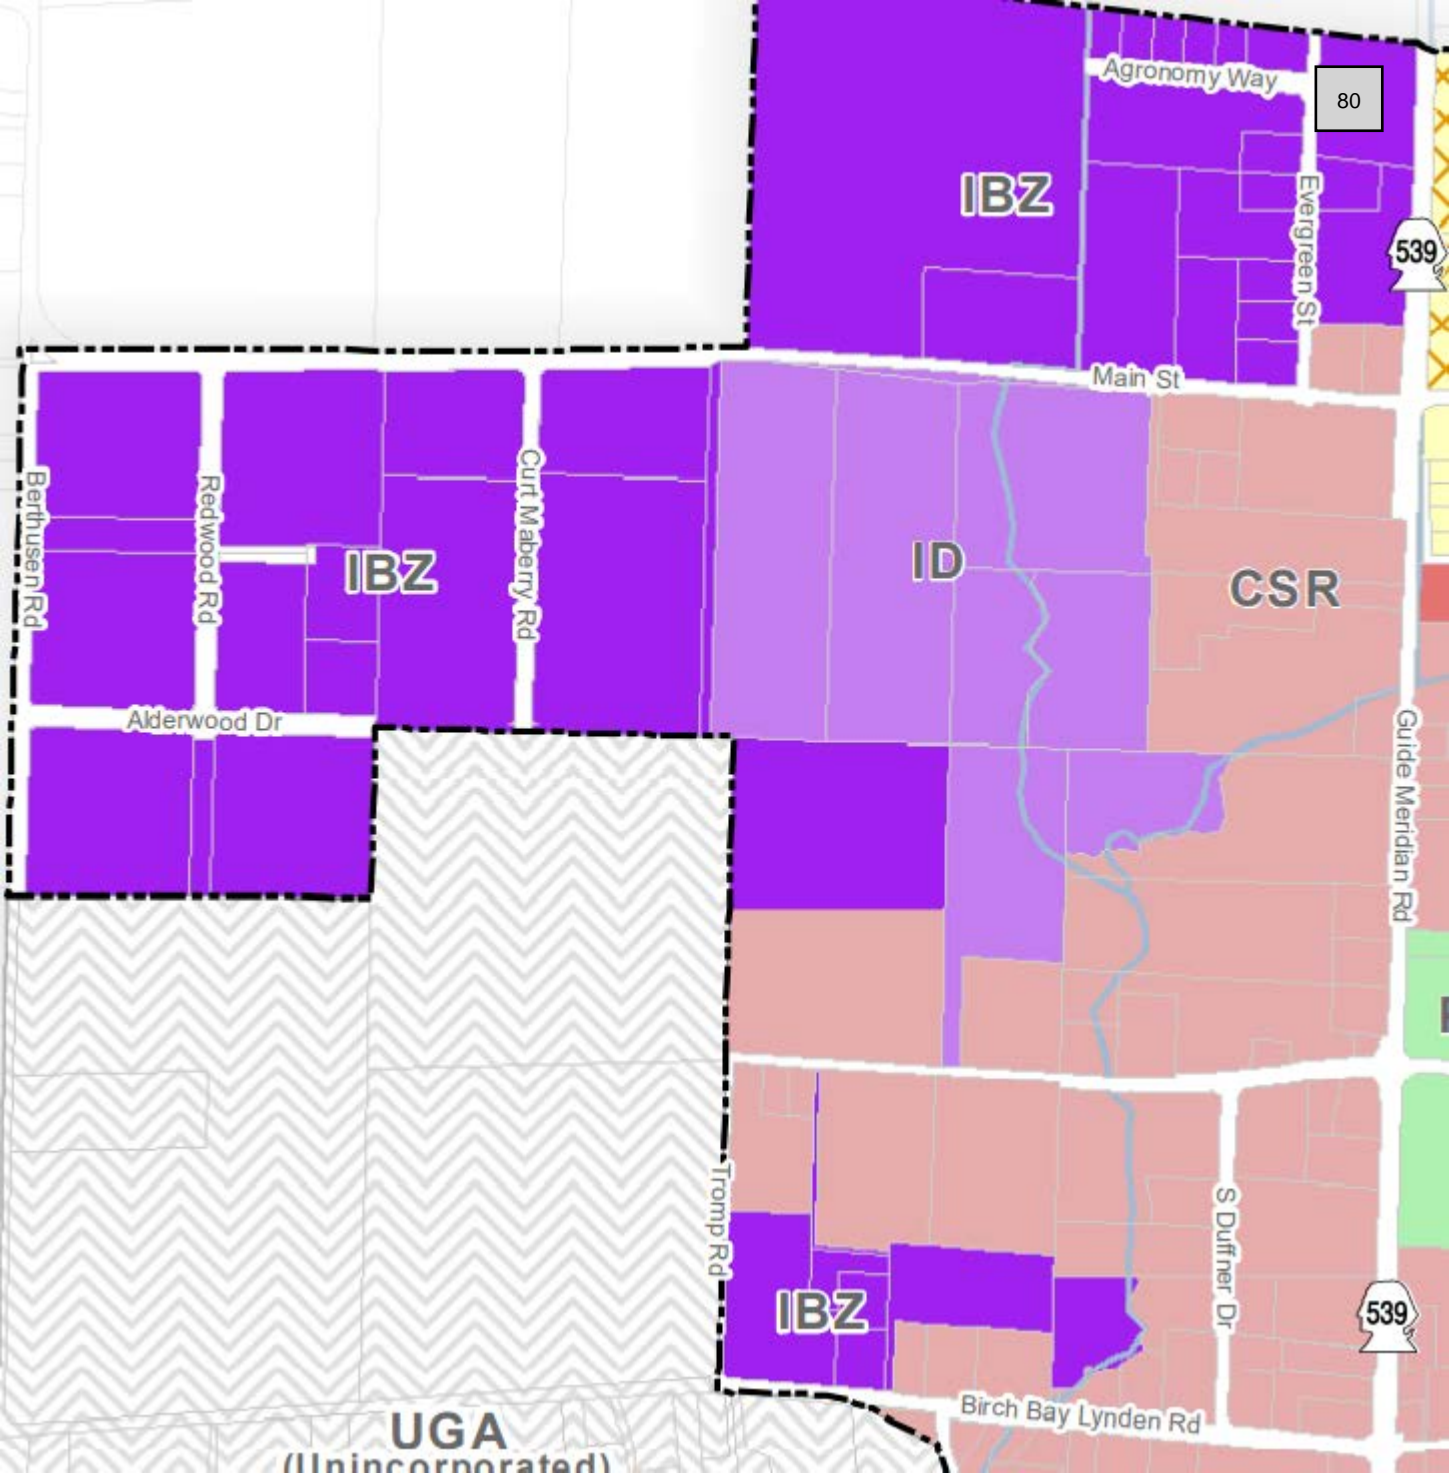 Agronomy Way
80
IBZ
Evergreen St
539
Main St
Berthusen Rd
Redwood Rd
Curt Maberry Rd
IBZ
ID
CSR
Alderwood Dr
Guide Meridian Rd
Tromp Rd
S Duffner Dr
IBZ
539
Birch Bay Lynden Rd
UGA
(Unincorporated)